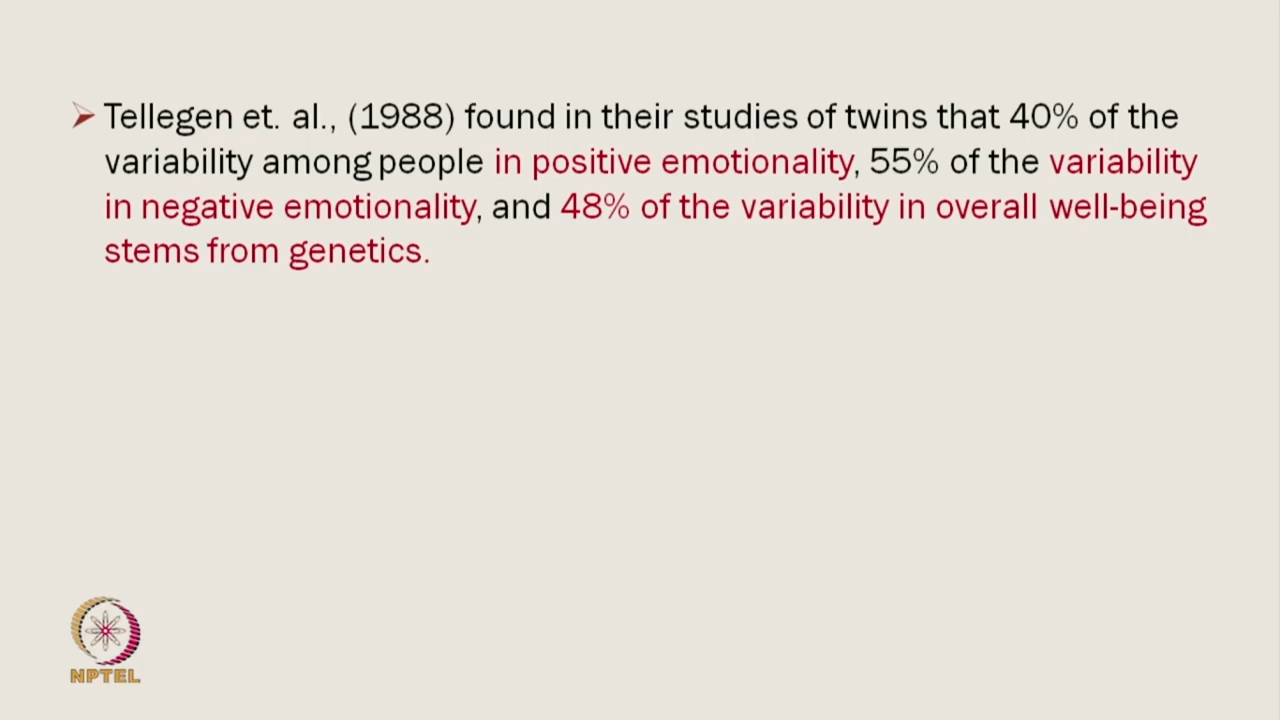 ➢ Tellegen et. al., (1988) found in their studies of twins that 40% of the
variability among people in positive emotionality, 55% of the variability
in negative emotionality, and 48% of the variability in overall well-being
stems from genetics.
NPTEL